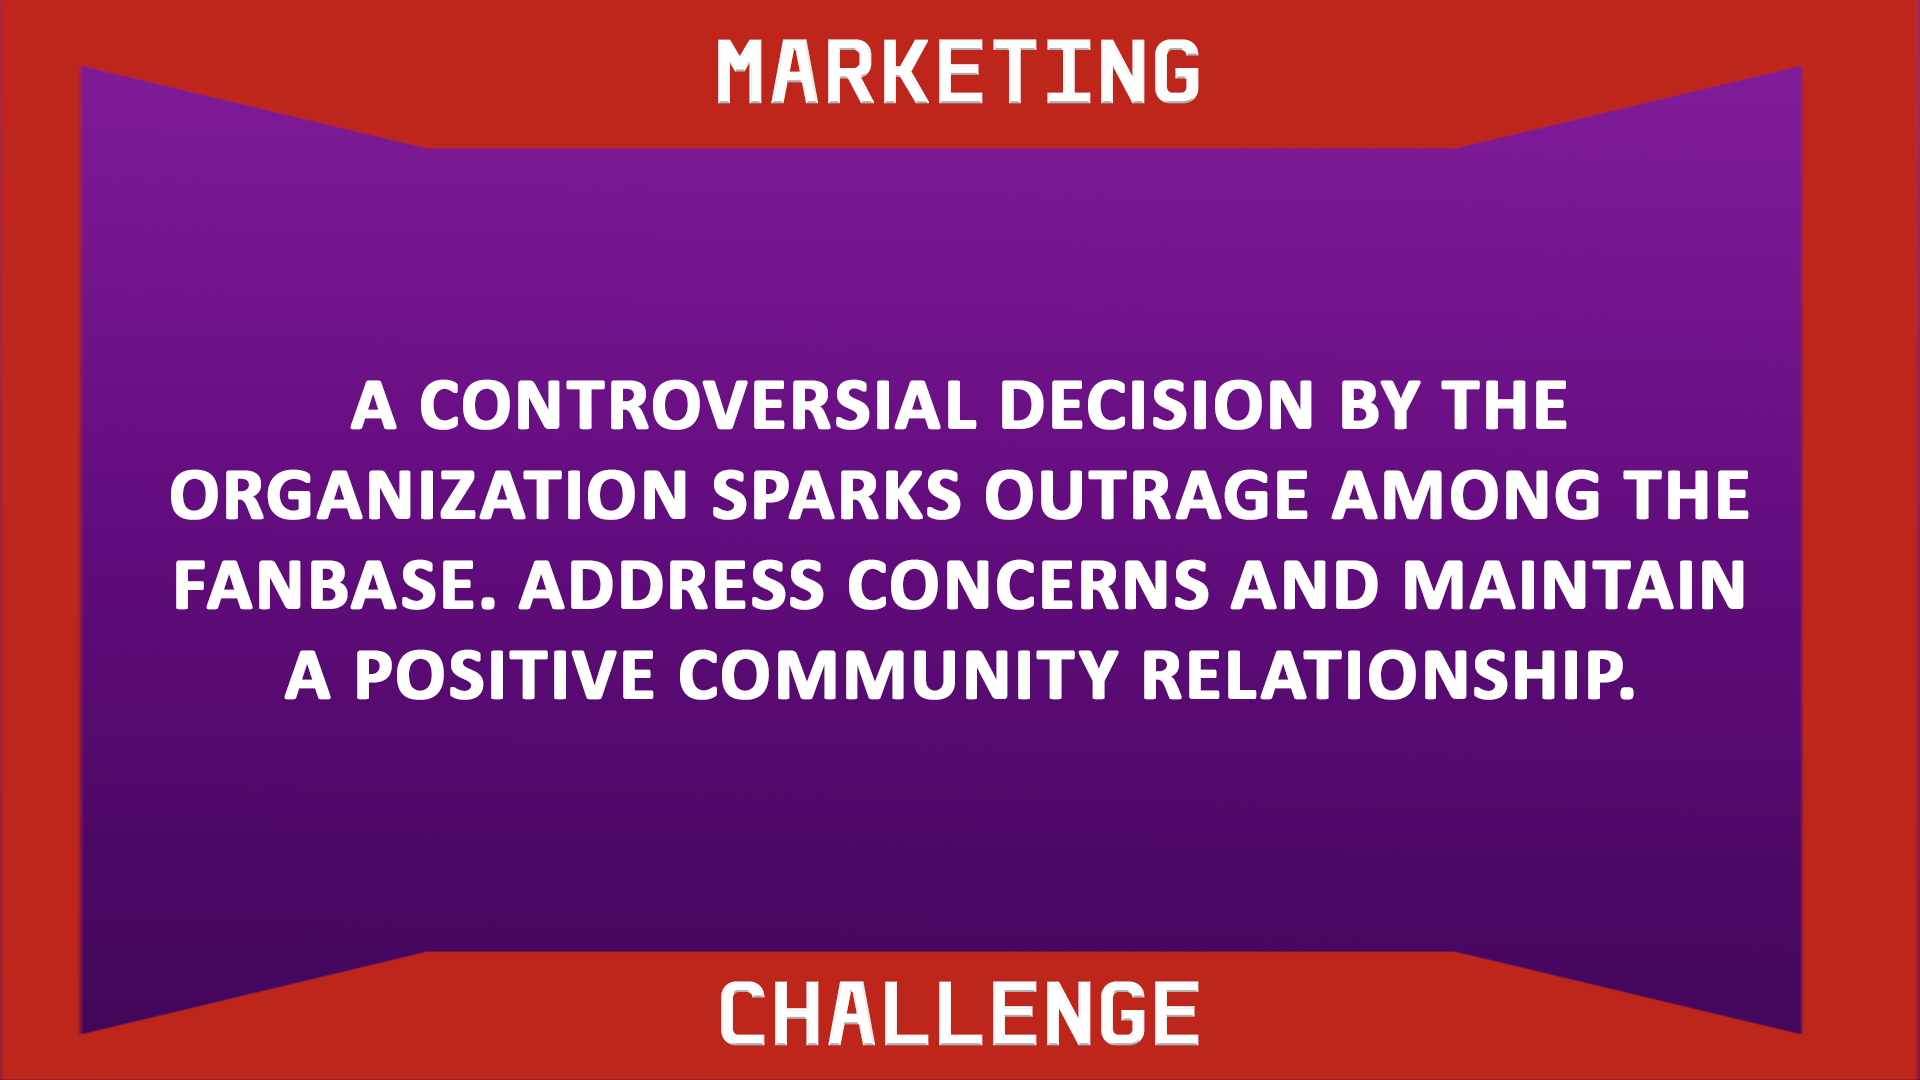 MARKETING
A CONTROVERSIAL DECISION BY THE
ORGANIZATION SPARKS OUTRAGE AMONG THE
FANBASE. ADDRESS CONCERNS AND MAINTAIN
A POSITIVE COMMUNITY RELATIONSHIP.
CHALLENGE